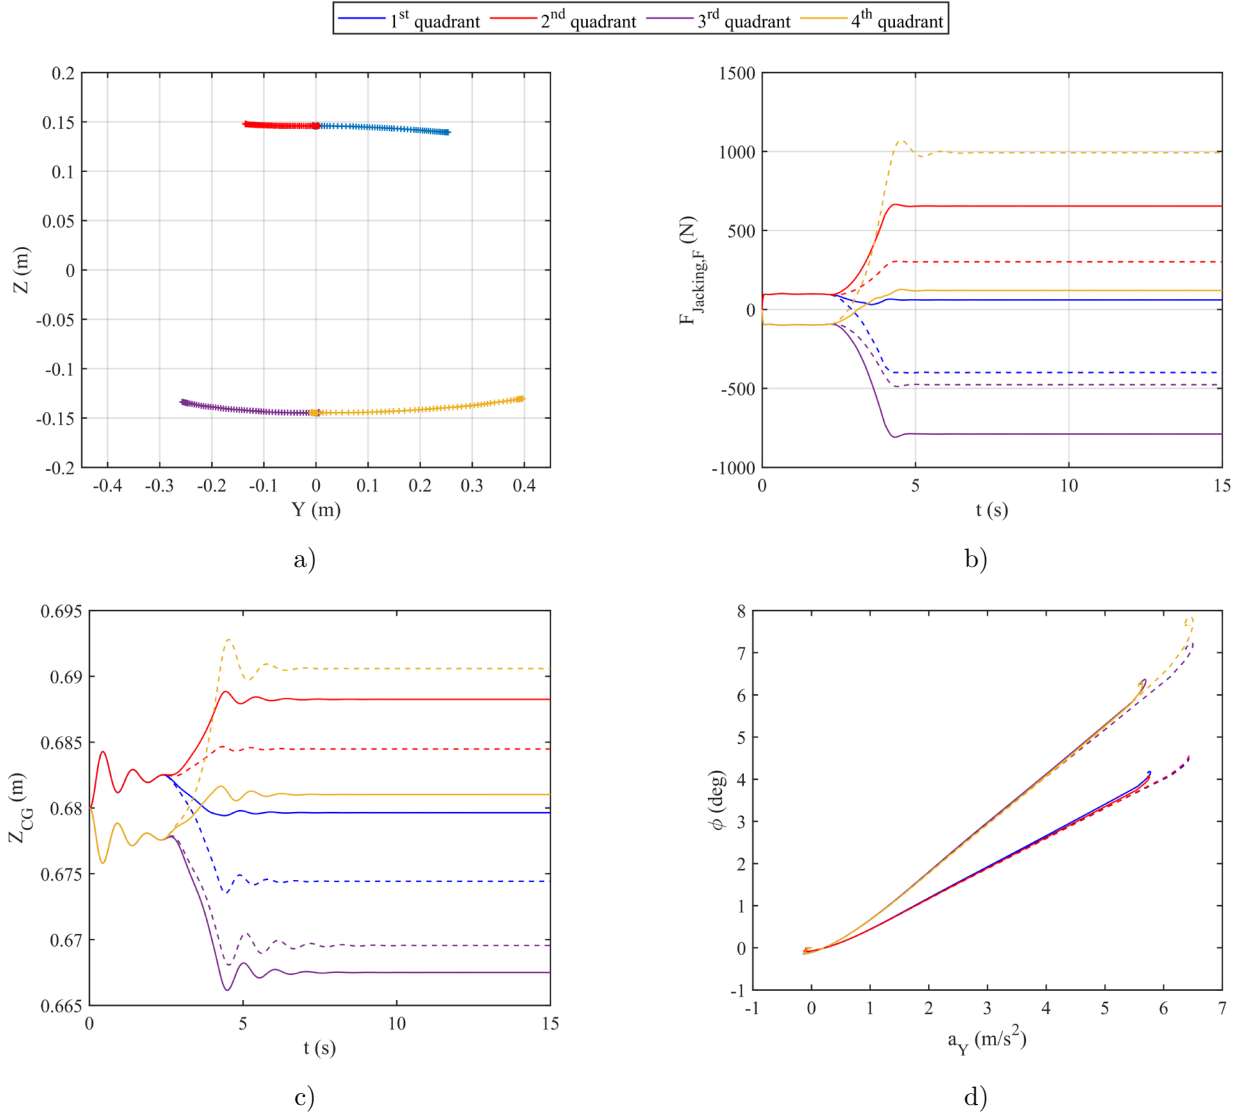 1st quadrant 2nd quadrant 3rd quadrant 4th quadrant
0.2
0.15
0.1
0.05
0
-0.05
-0.1
-0.15
-0.2
Z (m)
-0.4 -0.3 -0.2 -0.1 0 0.1 0.2 0.3 0.4
Y (m)
a)
1500
1000
500
0
-500
-1000
F_Jacking,F (N)
0 5 10 15
t (s)
b)
0.695
0.69
0.685
0.68
0.675
0.67
0.665
Z_CG (m)
0 5 10 15
t (s)
c)
8
7
6
5
4
3
2
1
0
-1
ϕ (deg)
-1 0 1 2 3 4 5 6 7
a_Y (m/s²)
d)